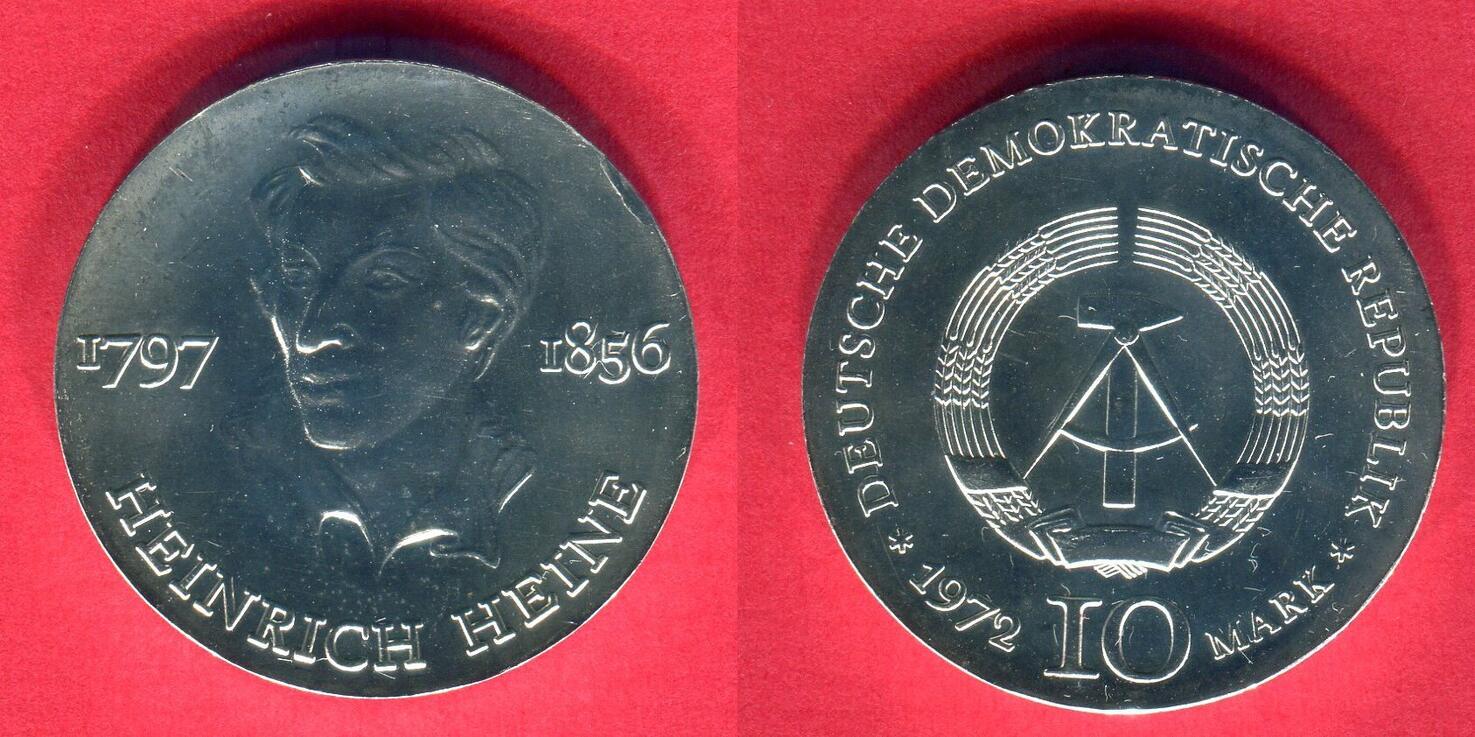 1797 1856
HEINRICH HEINE
* DEUTSCHE DEMOKRATISCHE REPUBLIK *
1972 10 MARK